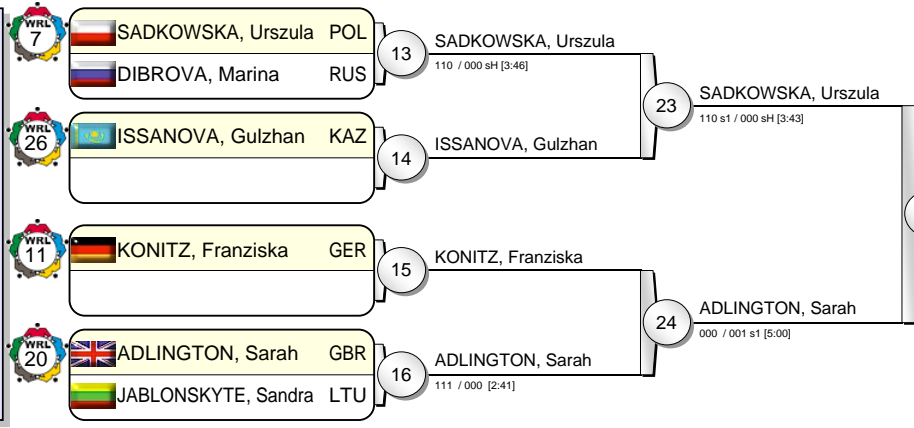 WRL
7
SADKOWSKA, Urszula POL
DIBROVA, Marina RUS
13
SADKOWSKA, Urszula
110 / 000 sH [3:46]
WRL
26
ISSANOVA, Gulzhan KAZ
14
ISSANOVA, Gulzhan
23
SADKOWSKA, Urszula
110 s1 / 000 sH [3:43]
WRL
11
KONITZ, Franziska GER
15
KONITZ, Franziska
WRL
20
ADLINGTON, Sarah GBR
JABLONSKYTE, Sandra LTU
16
ADLINGTON, Sarah
111 / 000 [2:41]
24
ADLINGTON, Sarah
000 / 001 s1 [5:00]